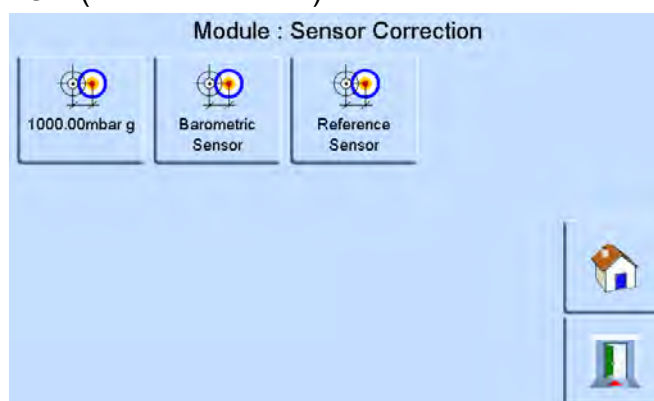 Module : Sensor Correction
1000.00mbar g
Barometric
Sensor
Reference
Sensor